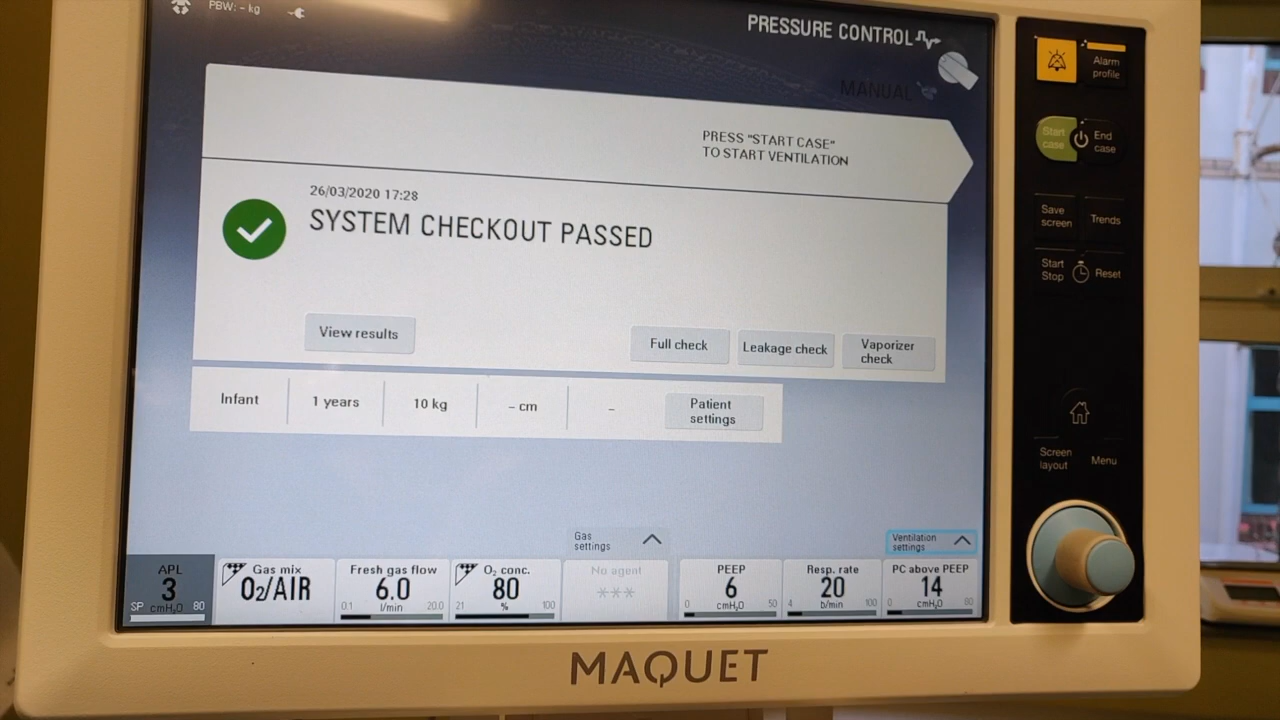 PBW: - kg
PRESSURE CONTROL
MANUAL
PRESS "START CASE"
TO START VENTILATION
26/03/2020 17:28
SYSTEM CHECKOUT PASSED
View results
Full check
Leakage check
Vaporizer
check
Infant
1 years
10 kg
- cm
-
Patient
settings
Gas
settings
Ventilation
settings
APL
3
SP cmH₂O 80
Gas mix
O₂/AIR
Fresh gas flow
6.0
0.1 l/min 20.0
O₂ conc.
80
21 % 100
No agent
***
PEEP
6
0 cmH₂O 50
Resp. rate
20
4 b/min 100
PC above PEEP
14
0 cmH₂O 80
Alarm
profile
Start
case
End
case
Save
screen
Trends
Start
Stop
Reset
Screen
layout
Menu
MAQUET